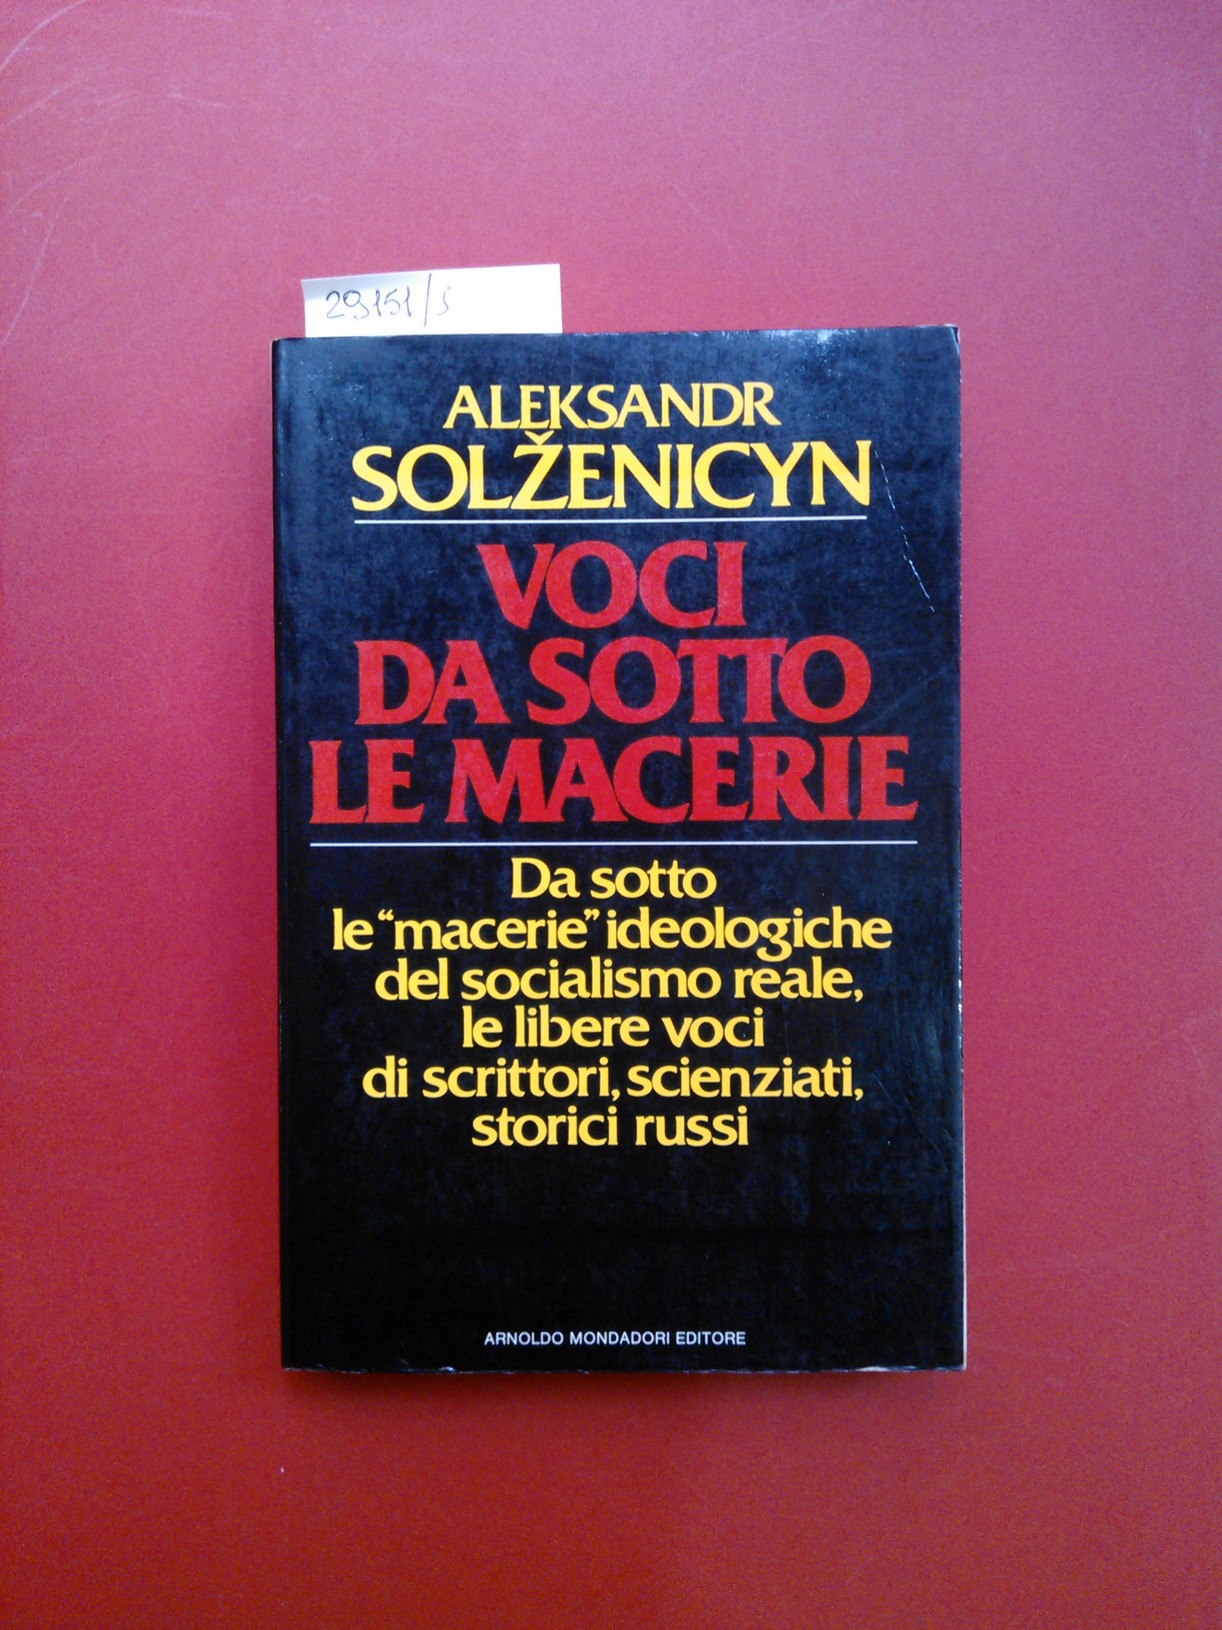 29151/s
ALEKSANDR
SOLŽENICYN
VOCI
DA SOTTO
LE MACERIE
Da sotto
le “macerie” ideologiche
del socialismo reale,
le libere voci
di scrittori, scienziati,
storici russi
ARNOLDO MONDADORI EDITORE